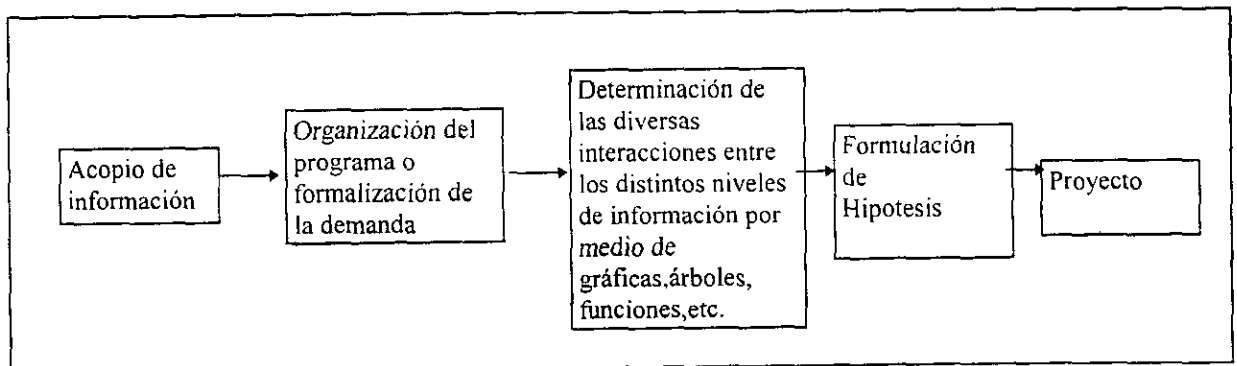 Acopio de
información
Organización del
programa o
formalización de
la demanda
Determinación de
las diversas
interacciones entre
los distintos niveles
de información por
medio de
gráficas,árboles,
funciones,etc.
Formulación
de
Hipotesis
Proyecto